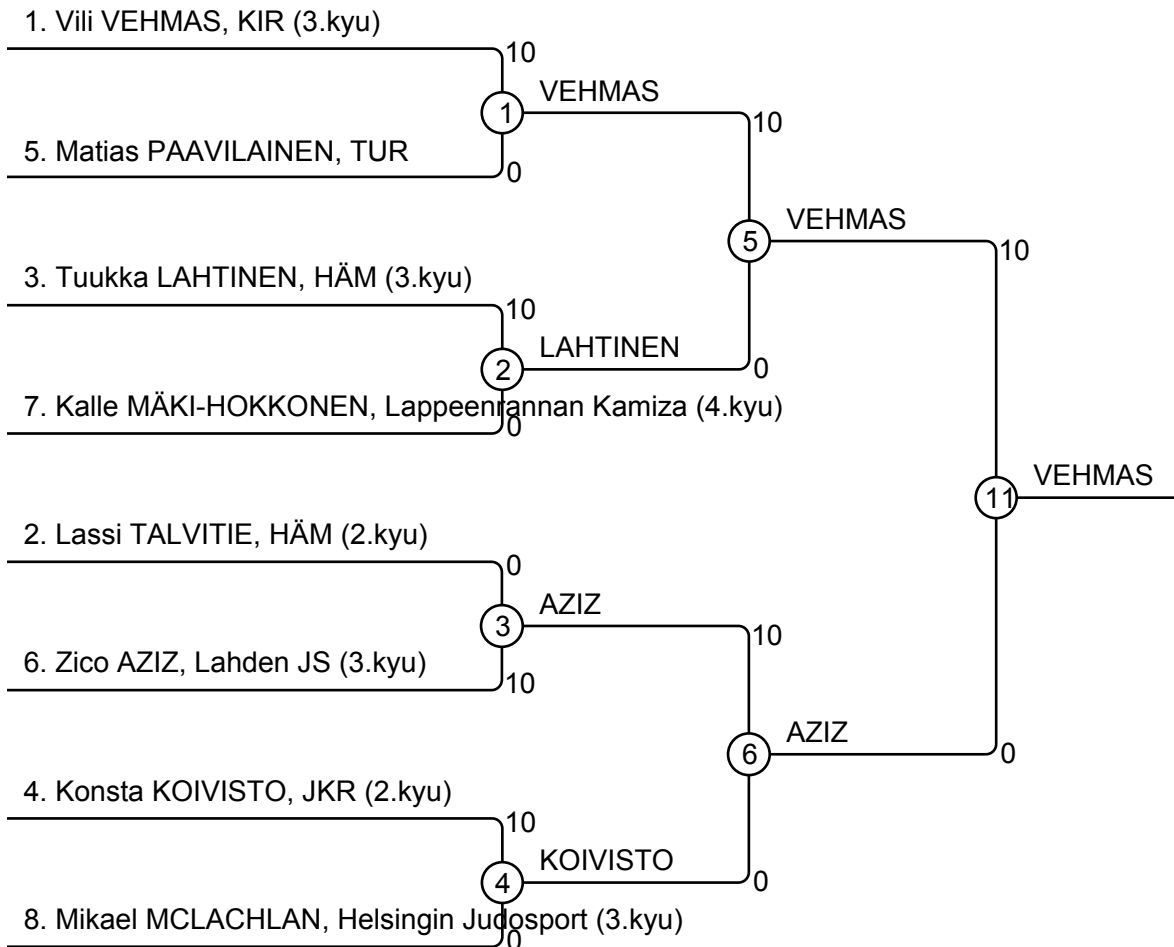 1. Vili VEHMAS, KIR (3.kyu)
10
1
VEHMAS
10
5. Matias PAAVILAINEN, TUR
0
5
VEHMAS
10
3. Tuukka LAHTINEN, HÄM (3.kyu)
10
2
LAHTINEN
0
7. Kalle MÄKI-HOKKONEN, Lappeenrannan Kamiza (4.kyu)
0
11
VEHMAS
2. Lassi TALVITIE, HÄM (2.kyu)
0
3
AZIZ
10
6. Zico AZIZ, Lahden JS (3.kyu)
10
6
AZIZ
0
4. Konsta KOIVISTO, JKR (2.kyu)
10
4
KOIVISTO
0
8. Mikael MCLACHLAN, Helsingin Judosport (3.kyu)
0